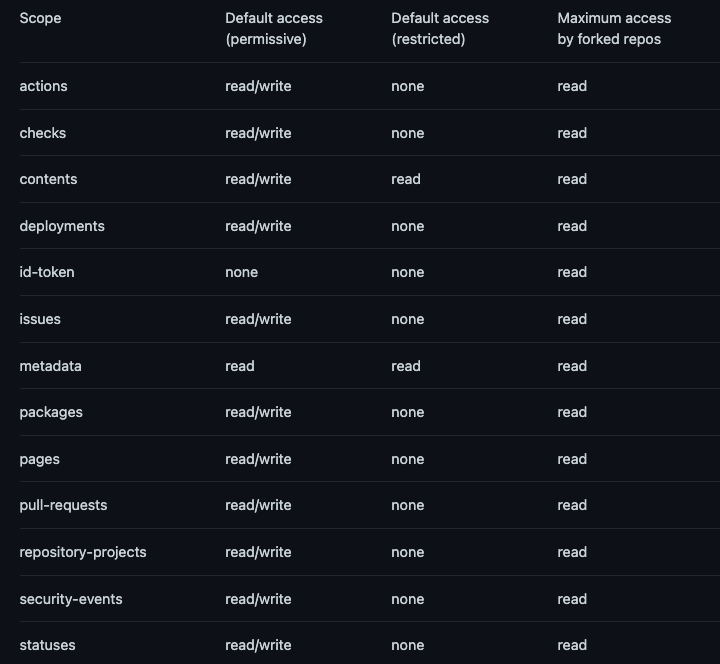 Scope Default access (permissive) Default access (restricted) Maximum access by forked repos
actions read/write none read
checks read/write none read
contents read/write read read
deployments read/write none read
id-token none none read
issues read/write none read
metadata read read read
packages read/write none read
pages read/write none read
pull-requests read/write none read
repository-projects read/write none read
security-events read/write none read
statuses read/write none read